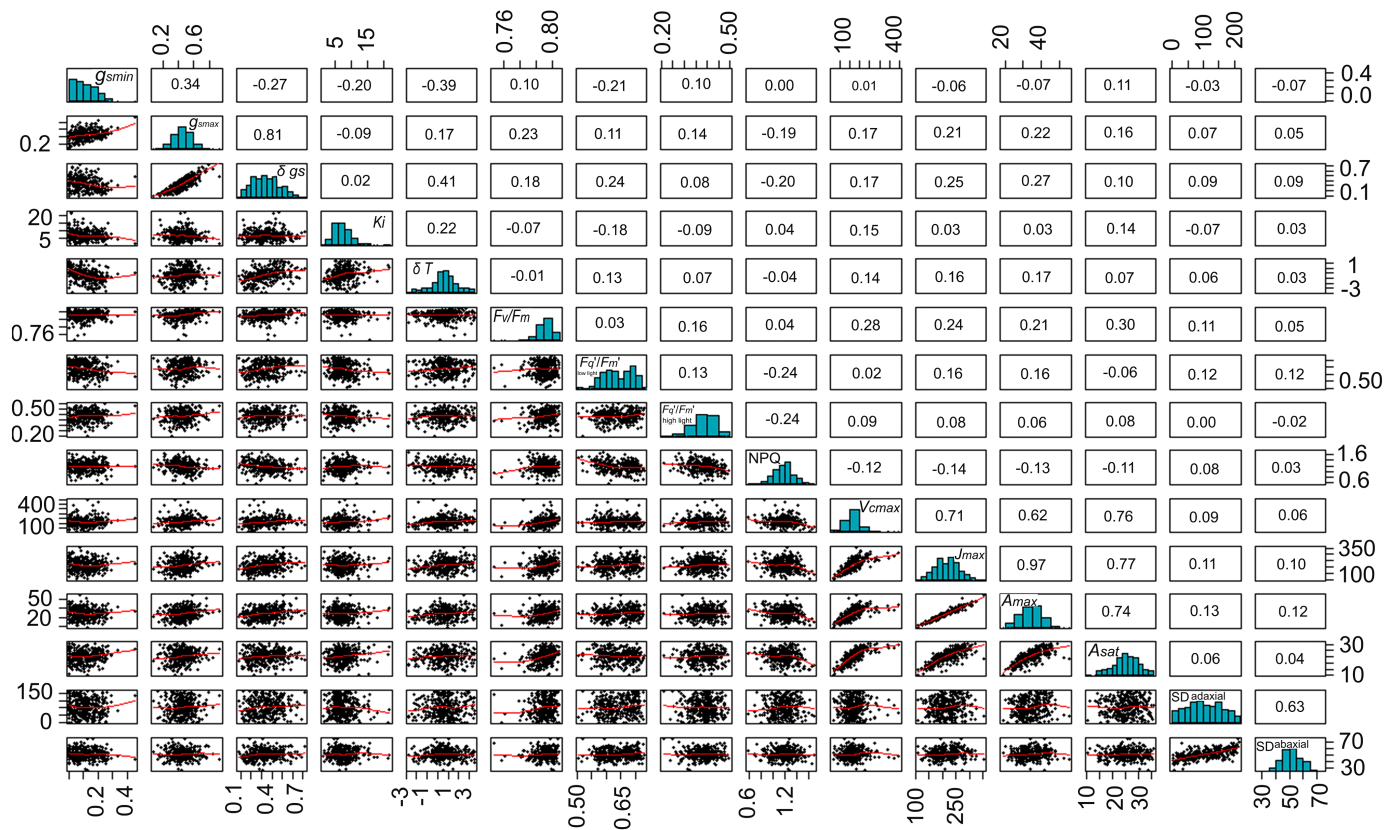 0.2 0.6 5 15 0.76 0.80 0.20 0.50 100 400 20 40 0 100 200
gsmin 0.34 -0.27 -0.20 -0.39 0.10 -0.21 0.10 0.00 0.01 -0.06 -0.07 0.11 -0.03 -0.07 0.4 0.0
0.2 gsmax 0.81 -0.09 0.17 0.23 0.11 0.14 -0.19 0.17 0.21 0.22 0.16 0.07 0.05
δ gs 0.02 0.41 0.18 0.24 0.08 -0.20 0.17 0.25 0.27 0.10 0.09 0.09 0.7 0.1
20 5 Ki 0.22 -0.07 -0.18 -0.09 0.04 0.15 0.03 0.03 0.14 -0.07 0.03
δ T -0.01 0.13 0.07 -0.04 0.14 0.16 0.17 0.07 0.06 0.03 1 -3
0.76 Fv/Fm 0.03 0.16 0.04 0.28 0.24 0.21 0.30 0.11 0.05
Fq'/Fm' low light 0.13 -0.24 0.02 0.16 0.16 -0.06 0.12 0.12 0.50
0.50 0.20 Fq'/Fm' high light -0.24 0.09 0.08 0.06 0.08 0.00 -0.02
NPQ -0.12 -0.14 -0.13 -0.11 0.08 0.03 1.6 0.6
400 100 Vcmax 0.71 0.62 0.76 0.09 0.06
Jmax 0.97 0.77 0.11 0.10 350 100
50 20 Amax 0.74 0.13 0.12
Asat 0.06 0.04 30 10
150 0 SD adaxial 0.63
SD abaxial 70 30
0.2 0.4 0.1 0.4 0.7 -3 -1 1 3 0.50 0.65 0.6 1.2 100 250 10 20 30 30 50 70